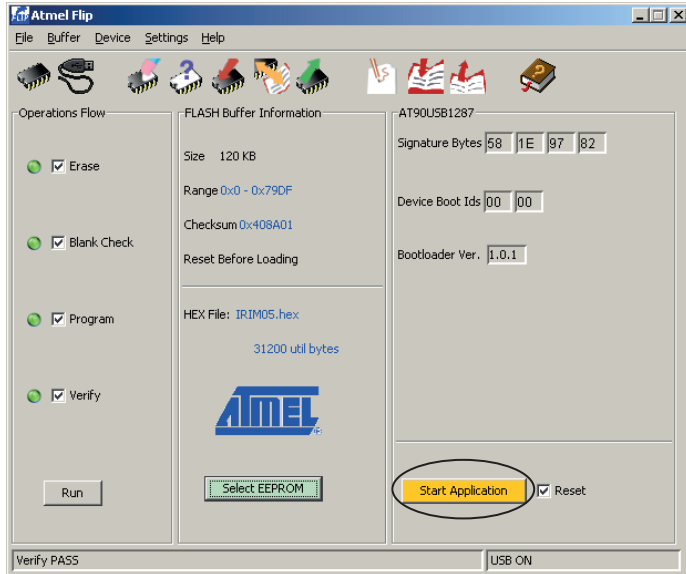 Atmel Flip
File Buffer Device Settings Help
Operations Flow
Erase
Blank Check
Program
Verify
Run
FLASH Buffer Information
Size 120 KB
Range 0x0 - 0x79DF
Checksum 0x408A01
Reset Before Loading
HEX File: IRIM05.hex
31200 util bytes
ATMEL
Select EEPROM
AT90USB1287
Signature Bytes 58 1E 97 82
Device Boot Ids 00 00
Bootloader Ver. 1.0.1
Start Application Reset
Verify PASS USB ON